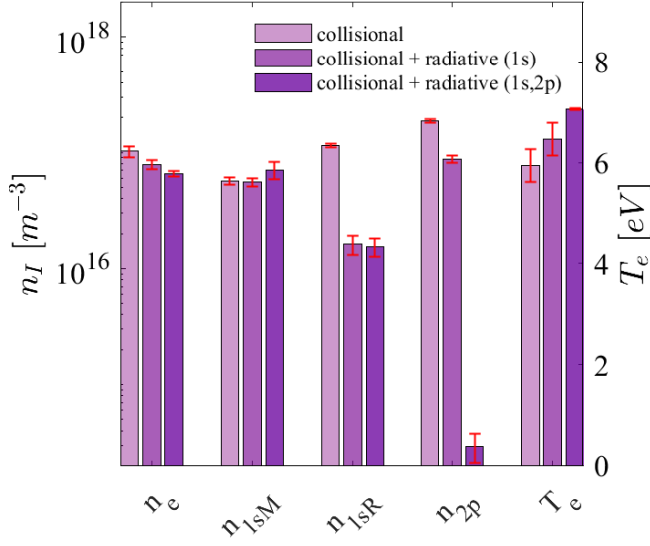 10^18
10^16
n_I [m^−3]
collisional
collisional + radiative (1s)
collisional + radiative (1s,2p)
8
6
4
2
0
T_e [eV]
n_e
n_1sM
n_1sR
n_2p
T_e